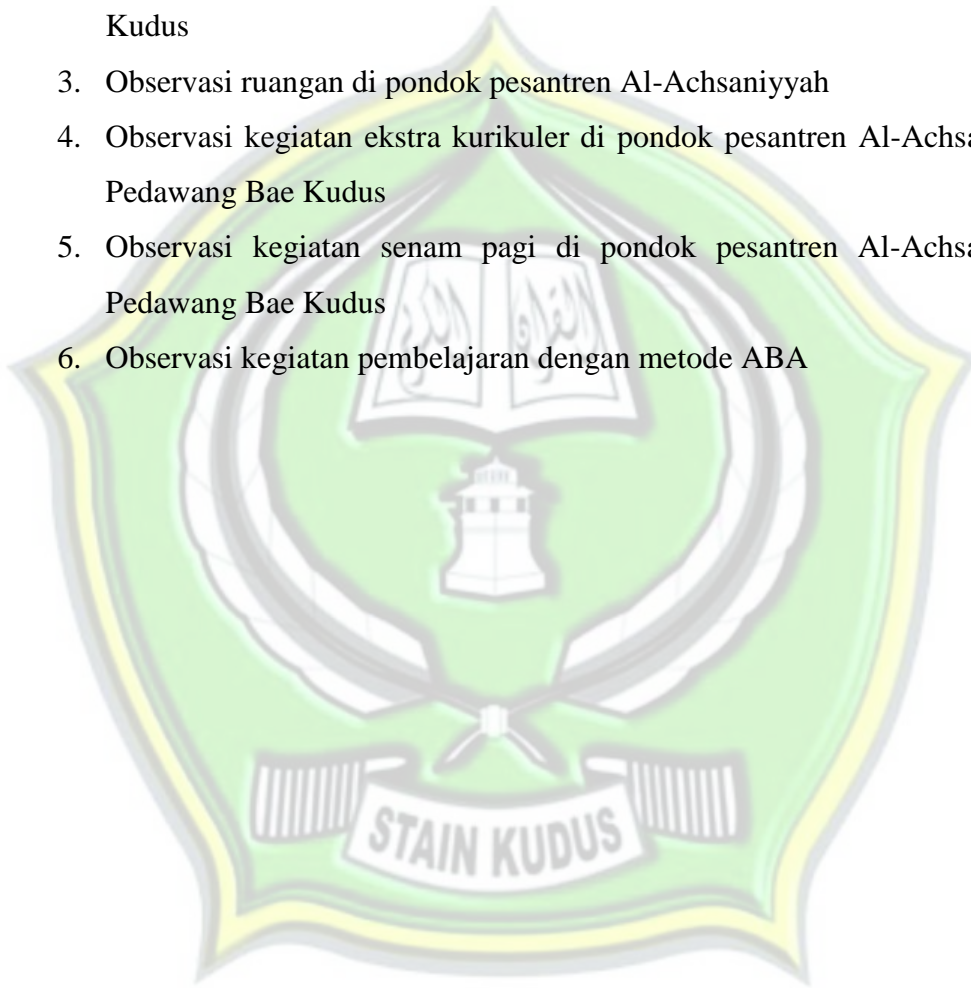 Kudus
3. Observasi ruangan di pondok pesantren Al-Achsaniyyah
4. Observasi kegiatan ekstra kurikuler di pondok pesantren Al-Achsa
Pedawang Bae Kudus
5. Observasi kegiatan senam pagi di pondok pesantren Al-Achsa
Pedawang Bae Kudus
6. Observasi kegiatan pembelajaran dengan metode ABA
STAIN KUDUS